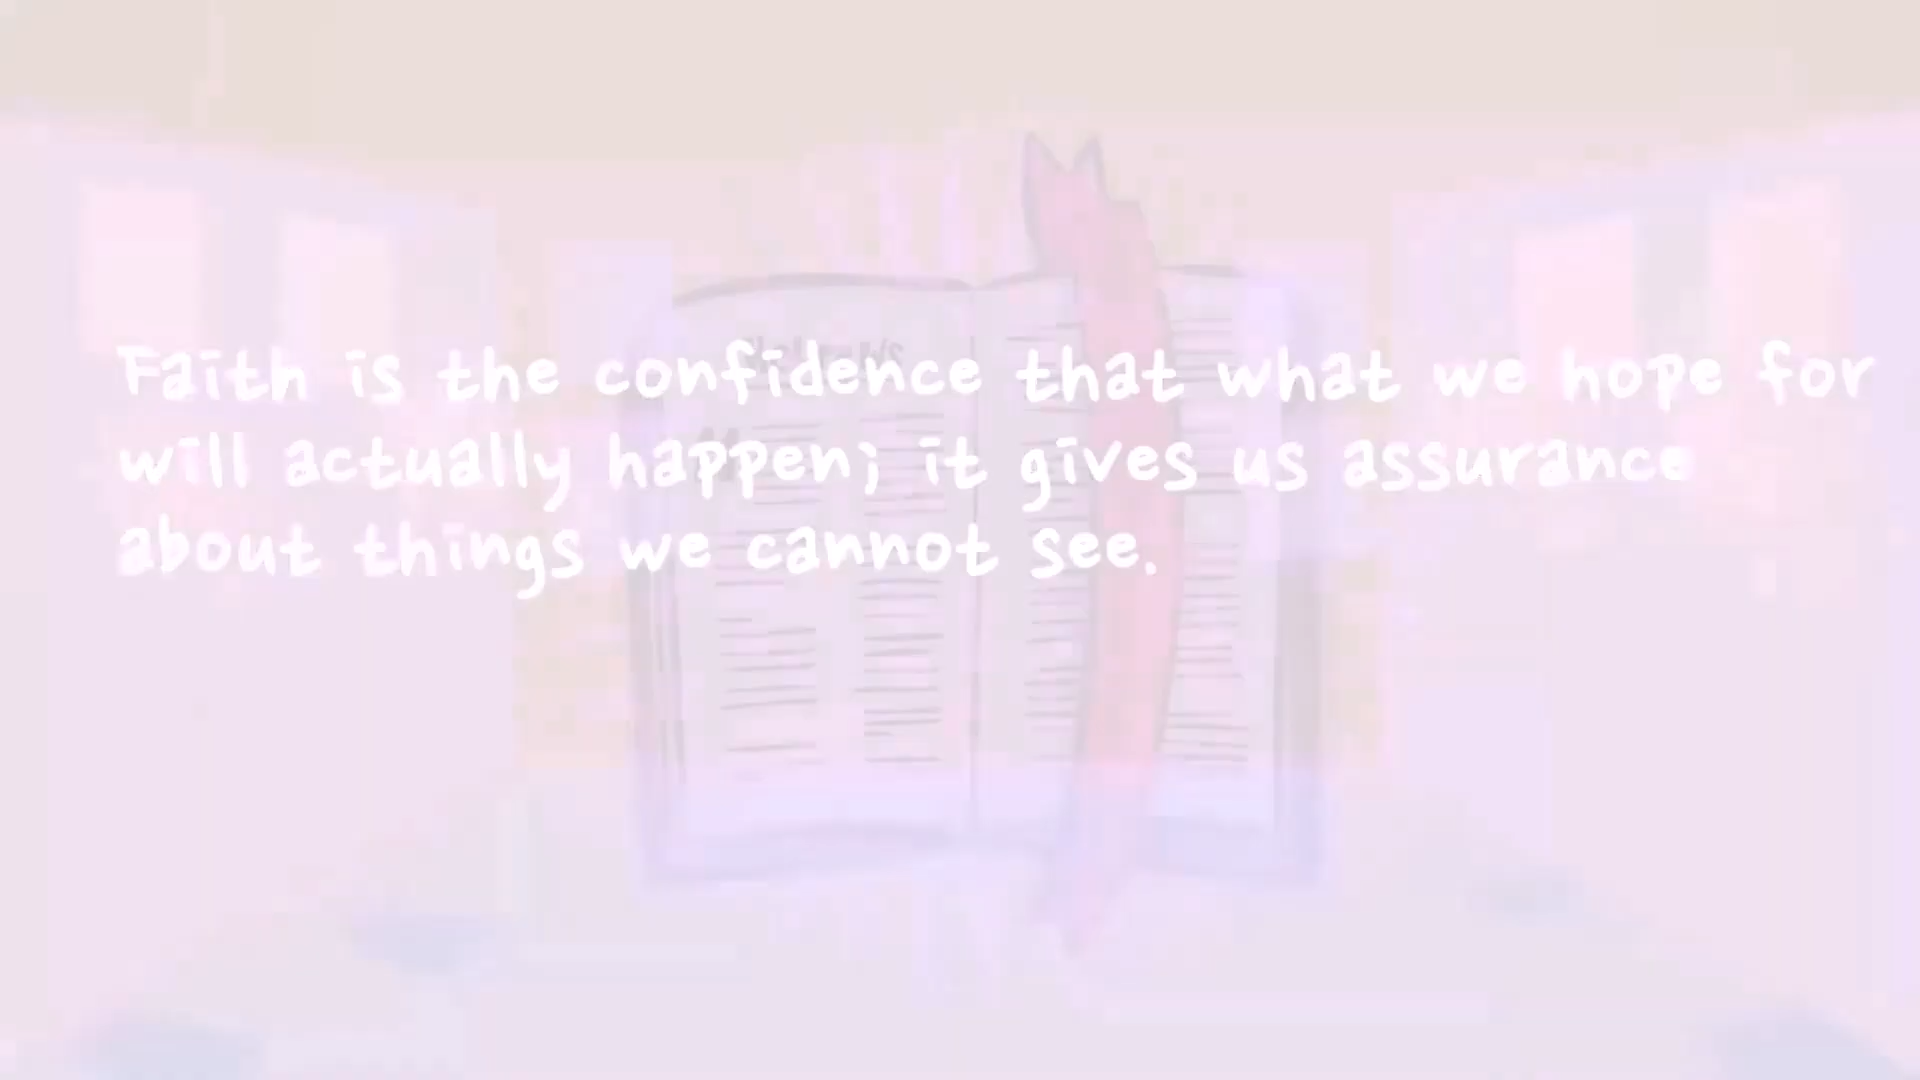 Faith is the confidence that what we hope for
will actually happen; it gives us assurance
about things we cannot see.